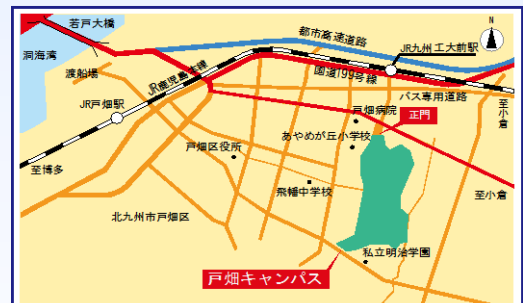 若戸大橋
N
都市高速道路
洞海湾
JR九州工大前駅
渡船場
JR鹿児島本線
国道199号線
バス専用道路
JR戸畑駅
戸畑病院
至小倉
正門
あやめが丘小学校
戸畑区役所
至博多
飛幡中学校
至小倉
北九州市戸畑区
私立明治学園
戸畑キャンパス